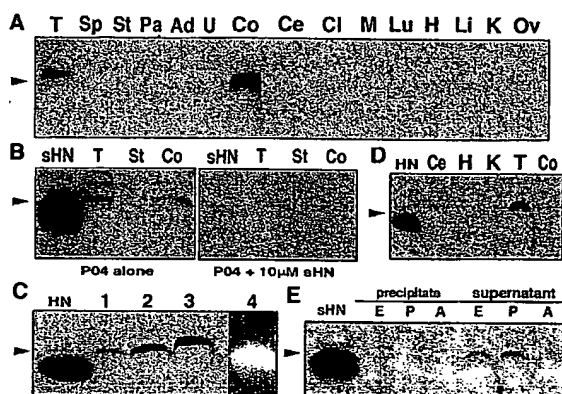 A T Sp St Pa Ad U Co Ce Cl M Lu H Li K Ov
B sHN T St Co sHN T St Co
P04 alone P04 + 10μM sHN
D HN Ce H K T Co
C HN 1 2 3 4
E precipitate supernatant
sHN E P A E P A